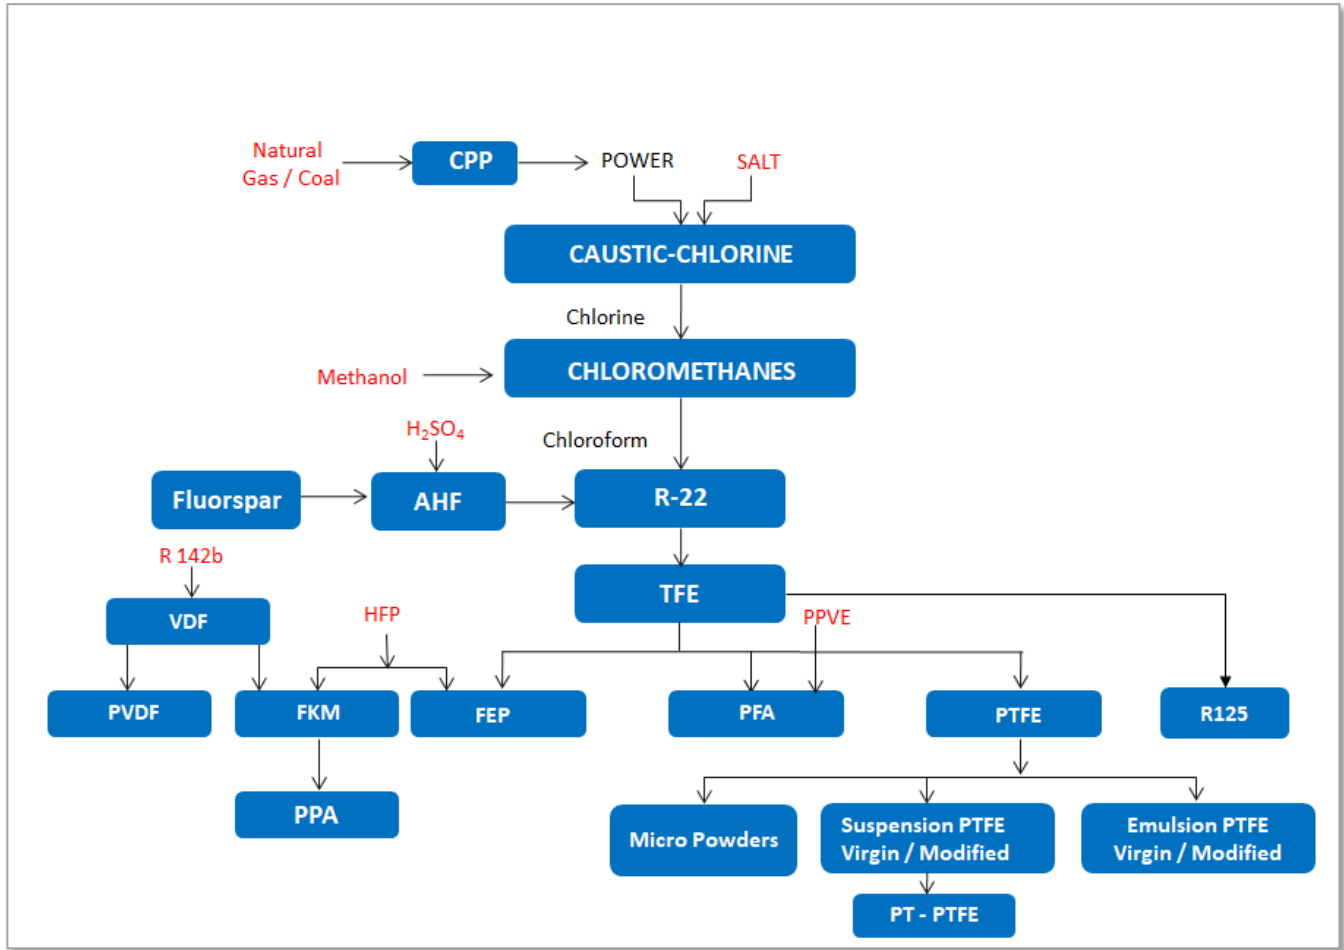 Natural
Gas / Coal
CPP
POWER
SALT
CAUSTIC-CHLORINE
Chlorine
CHLOROMETHANES
Methanol
H₂SO₄
Chloroform
Fluorspar
AHF
R-22
R 142b
TFE
VDF
HFP
PPVE
PVDF
FKM
FEP
PFA
PTFE
R125
PPA
Micro Powders
Suspension PTFE
Virgin / Modified
Emulsion PTFE
Virgin / Modified
PT - PTFE